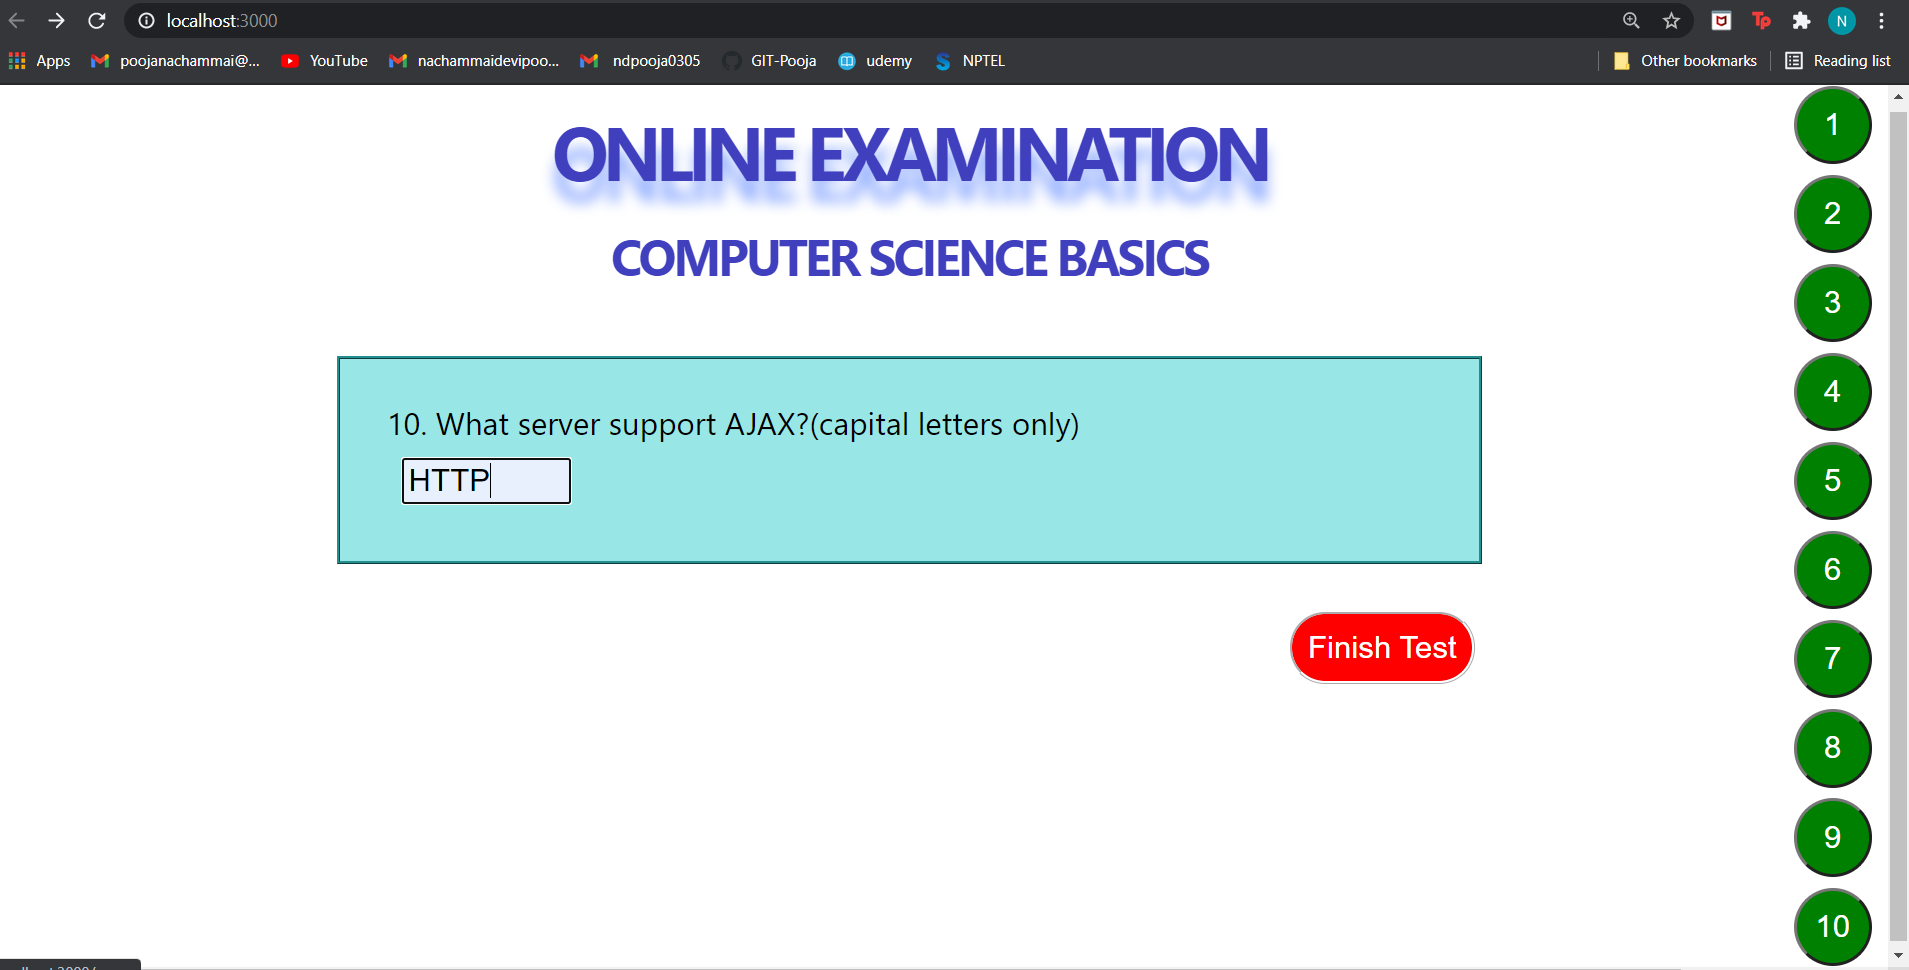 localhost:3000
N
Apps
poojanachammai@...
YouTube
nachammaidevipoo...
ndpooja0305
GIT-Pooja
udemy
NPTEL
Other bookmarks
Reading list
ONLINE EXAMINATION
COMPUTER SCIENCE BASICS
10. What server support AJAX?(capital letters only)
HTTP
Finish Test
1
2
3
4
5
6
7
8
9
10